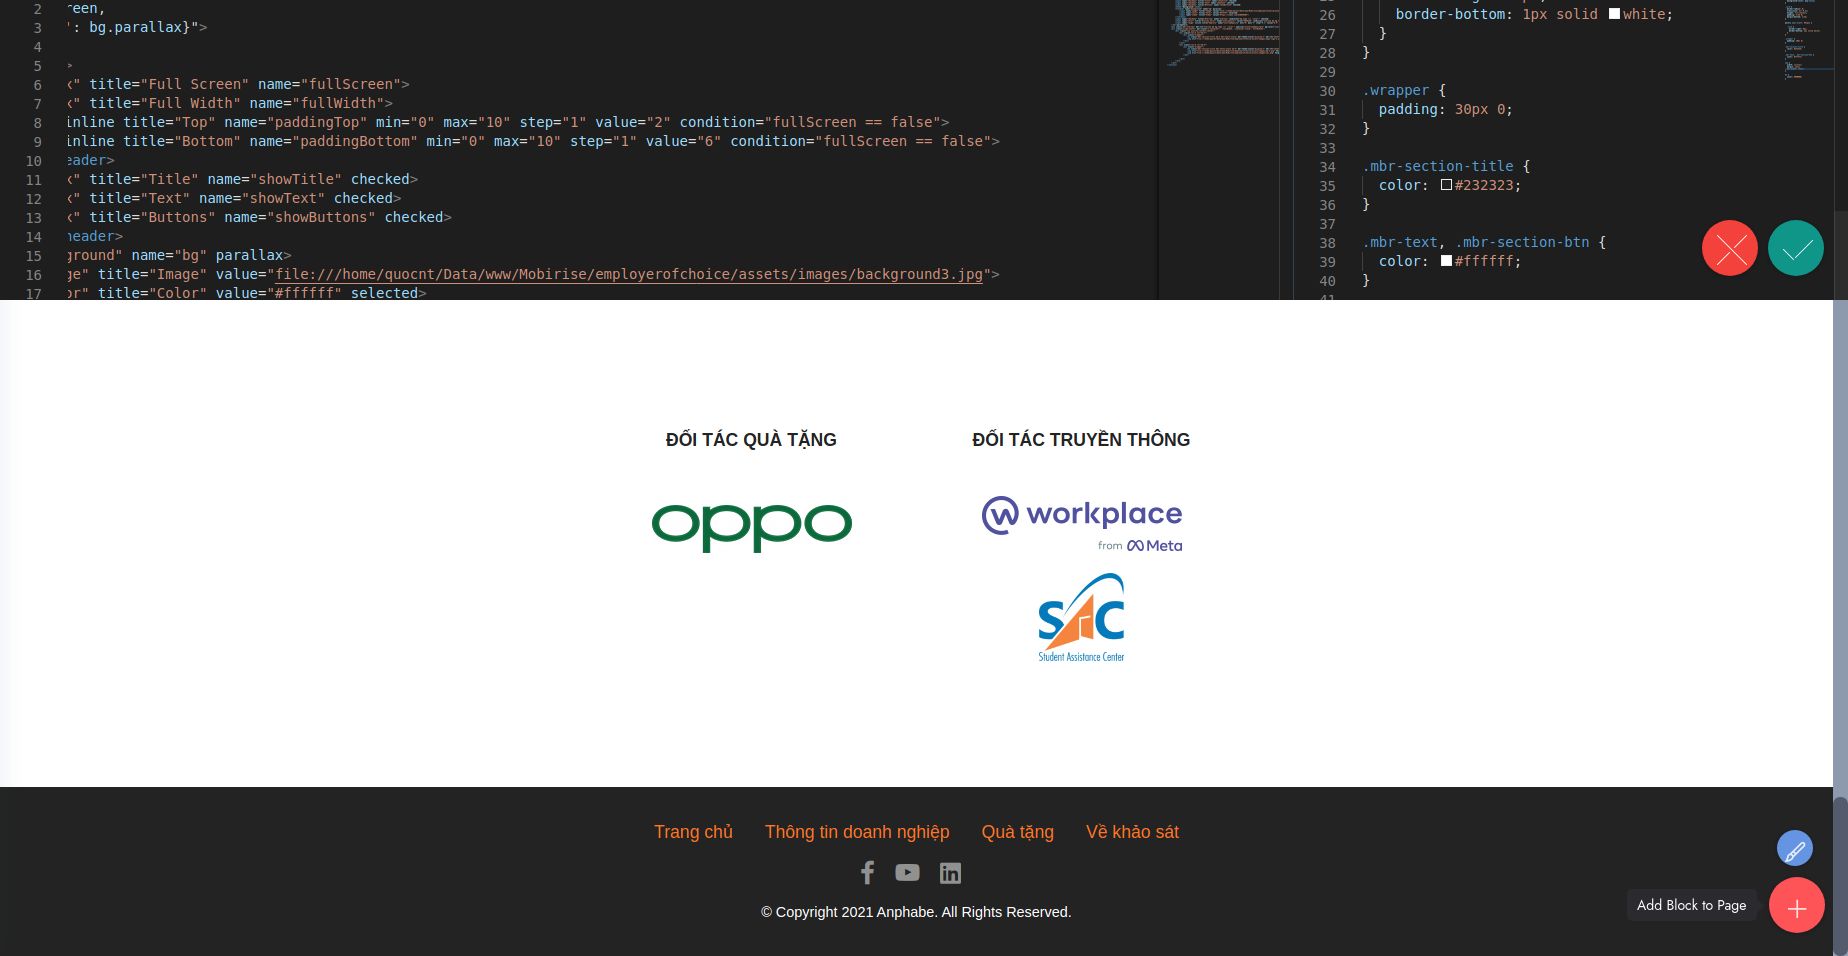 2 reen,
3 ': bg.parallax}">
4
5 >
6 " title="Full Screen" name="fullScreen">
7 " title="Full Width" name="fullWidth">
8 inline title="Top" name="paddingTop" min="0" max="10" step="1" value="2" condition="fullScreen == false">
9 inline title="Bottom" name="paddingBottom" min="0" max="10" step="1" value="6" condition="fullScreen == false">
10 eader>
11 " title="Title" name="showTitle" checked>
12 " title="Text" name="showText" checked>
13 " title="Buttons" name="showButtons" checked>
14 header>
15 ground" name="bg" parallax>
16 ge" title="Image" value="file:///home/quocnt/Data/www/Mobirise/employerofchoice/assets/images/background3.jpg">
17 or" title="Color" value="#ffffff" selected>
26 border-bottom: 1px solid white;
27 }
28 }
29
30 .wrapper {
31 padding: 30px 0;
32 }
33
34 .mbr-section-title {
35 color: #232323;
36 }
37
38 .mbr-text, .mbr-section-btn {
39 color: #ffffff;
40 }
41
ĐỐI TÁC QUÀ TẶNG
ĐỐI TÁC TRUYỀN THÔNG
oppo
workplace
from Meta
SAC
Student Assistance Center
Trang chủ Thông tin doanh nghiệp Quà tặng Về khảo sát
© Copyright 2021 Anphabe. All Rights Reserved.
Add Block to Page